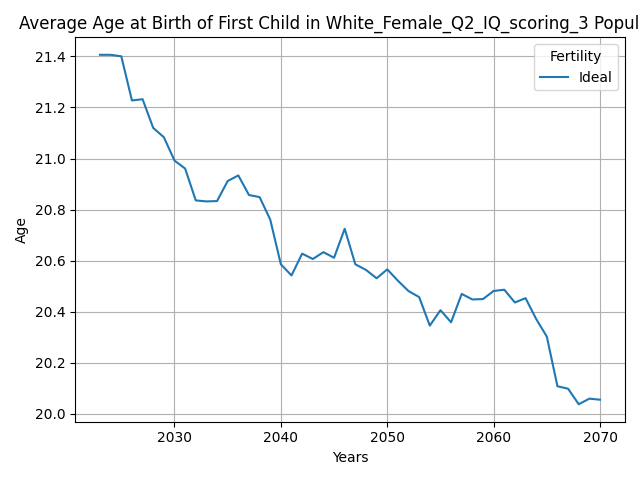 Average Age at Birth of First Child in White_Female_Q2_IQ_scoring_3 Popul
Fertility
Ideal
21.4
21.2
21.0
20.8
20.6
20.4
20.2
20.0
Age
2030 2040 2050 2060 2070
Years